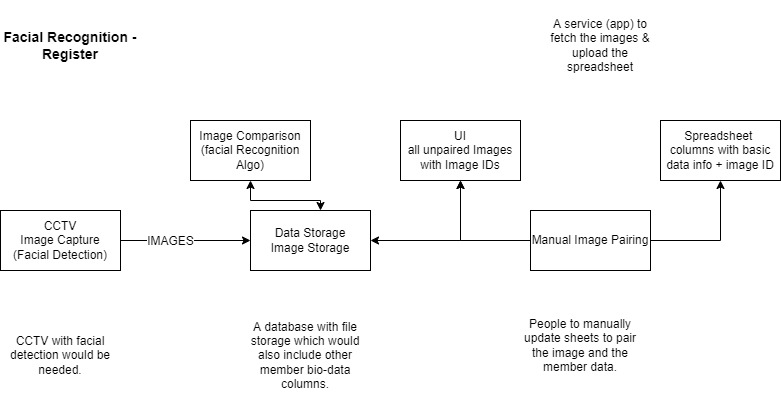 Facial Recognition -
Register
A service (app) to
fetch the images &
upload the
spreadsheet
Image Comparison
(facial Recognition
Algo)
UI
all unpaired Images
with Image IDs
Spreadsheet
columns with basic
data info + image ID
CCTV
Image Capture
(Facial Detection)
IMAGES
Data Storage
Image Storage
Manual Image Pairing
CCTV with facial
detection would be
needed.
A database with file
storage which would
also include other
member bio-data
columns.
People to manually
update sheets to pair
the image and the
member data.